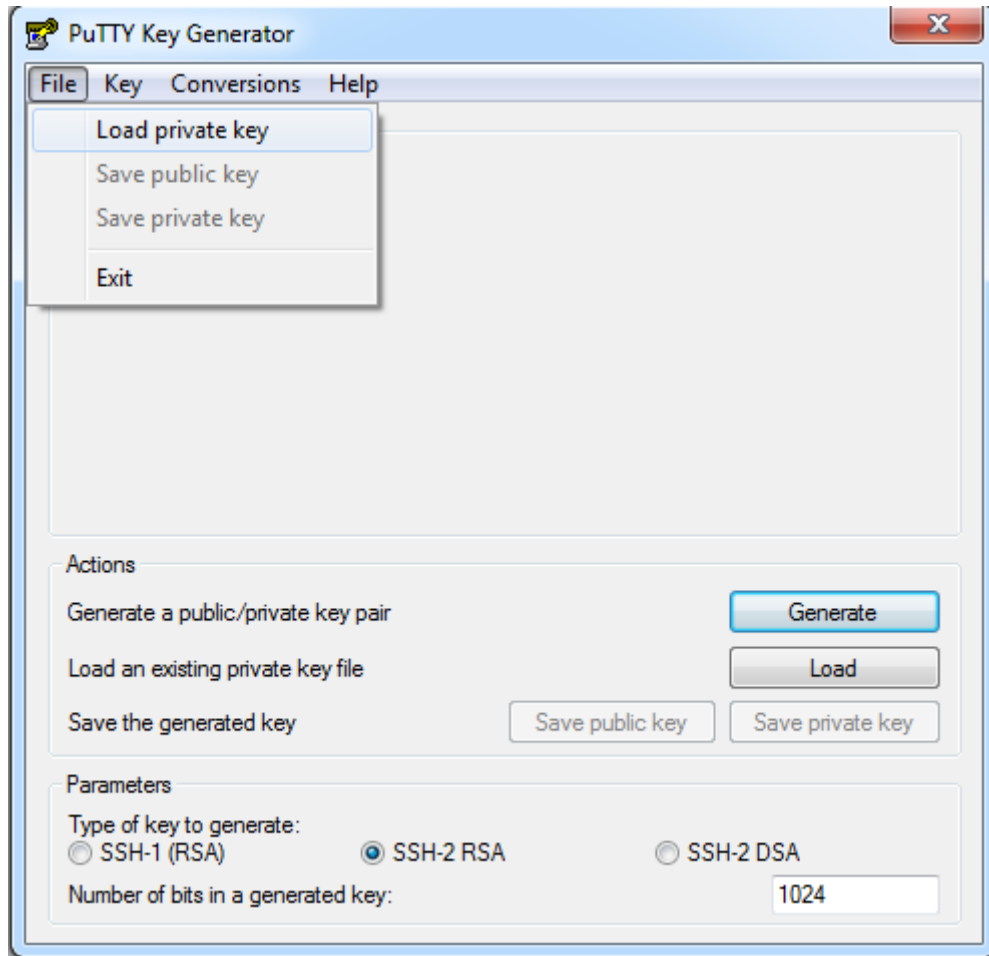 PuTTY Key Generator
File Key Conversions Help
Load private key
Save public key
Save private key
Exit
Actions
Generate a public/private key pair Generate
Load an existing private key file Load
Save the generated key Save public key Save private key
Parameters
Type of key to generate:
SSH-1 (RSA) SSH-2 RSA SSH-2 DSA
Number of bits in a generated key: 1024